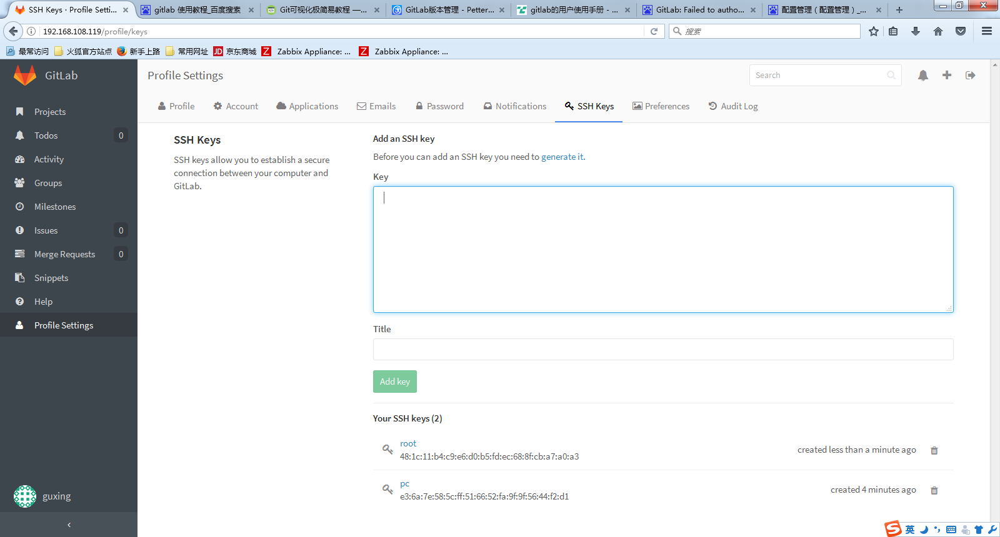 SSH Keys · Profile Setti...
gitlab 使用教程_百度搜索
Git可视化极简易教程 —...
GitLab版本管理 - Petter...
gitlab的用户使用手册 - ...
GitLab: Failed to autho...
配置管理（配置管理）_...
192.168.108.119/profile/keys
搜索
最常访问
火狐官方站点
新手上路
常用网址
JD 京东商城
Z Zabbix Appliance: ...
Z Zabbix Appliance: ...
GitLab
Profile Settings
Search
Projects
Todos 0
Activity
Groups
Milestones
Issues 0
Merge Requests 0
Snippets
Help
Profile Settings
guxing
Profile
Account
Applications
Emails
Password
Notifications
SSH Keys
Preferences
Audit Log
SSH Keys
SSH keys allow you to establish a secure
connection between your computer and
GitLab.
Add an SSH key
Before you can add an SSH key you need to generate it.
Key
Title
Add key
Your SSH keys (2)
root
48:1c:11:b4:c9:e6:d0:b5:fd:ec:68:8f:cb:a7:a0:a3
created less than a minute ago
pc
e3:6a:7e:58:5c:ff:51:66:52:fa:9f:9f:56:44:f2:d1
created 4 minutes ago
S 英